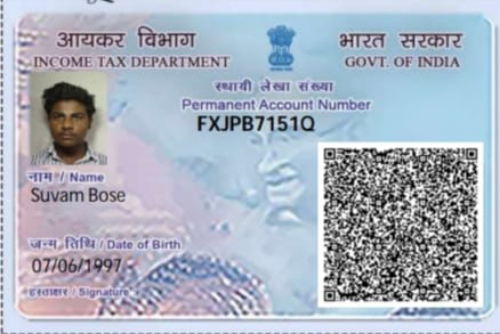 आयकर विभाग
INCOME TAX DEPARTMENT
भारत सरकार
GOVT. OF INDIA
स्थायी लेखा संख्या
Permanent Account Number
FXJPB7151Q
नाम / Name
Suvam Bose
जन्म तिथि / Date of Birth
07/06/1997
हस्ताक्षर / Signature